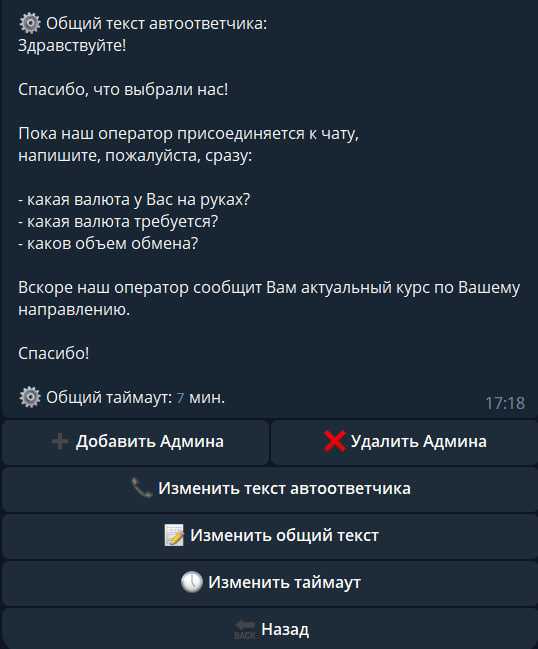 Общий текст автоответчика:
Здравствуйте!
Спасибо, что выбрали нас!
Пока наш оператор присоединяется к чату,
напишите, пожалуйста, сразу:
- какая валюта у Вас на руках?
- какая валюта требуется?
- каков объем обмена?
Вскоре наш оператор сообщит Вам актуальный курс по Вашему
направлению.
Спасибо!
Общий таймаут: 7 мин.
17:18
Добавить Админа
Удалить Админа
Изменить текст автоответчика
Изменить общий текст
Изменить таймаут
BACK Назад